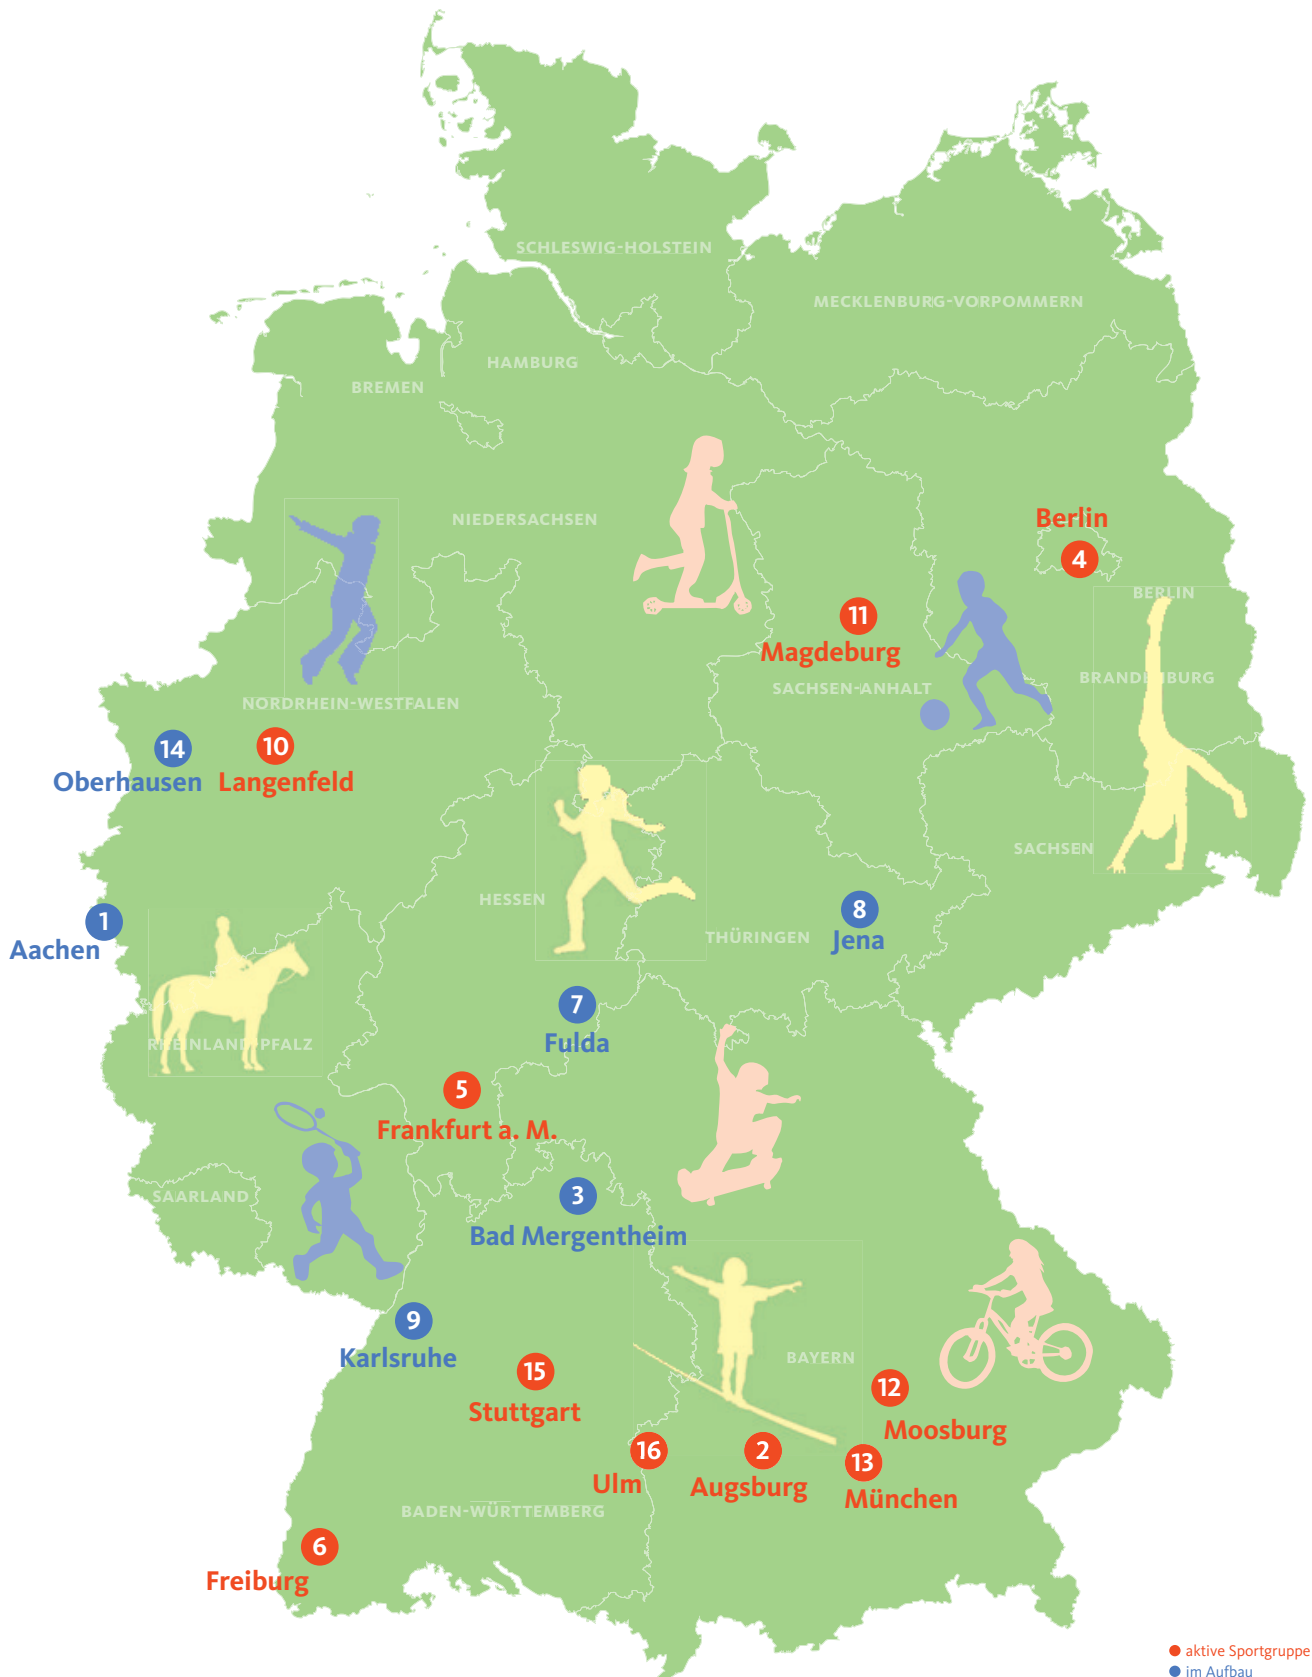 SCHLESWIG-HOLSTEIN
MECKLENBURG-VORPOMMERN
HAMBURG
BREMEN
NIEDERSACHSEN
Berlin
4
BERLIN
11
Magdeburg
SACHSEN-ANHALT
BRANDENBURG
NORDRHEIN-WESTFALEN
14
Oberhausen
10
Langenfeld
SACHSEN
HESSEN
1
Aachen
8
Jena
THÜRINGEN
7
Fulda
RHEINLAND-PFALZ
5
Frankfurt a. M.
SAARLAND
3
Bad Mergentheim
9
Karlsruhe
BAYERN
15
Stuttgart
12
Moosburg
16
Ulm
2
Augsburg
13
München
BADEN-WÜRTTEMBERG
6
Freiburg
aktive Sportgruppe
im Aufbau